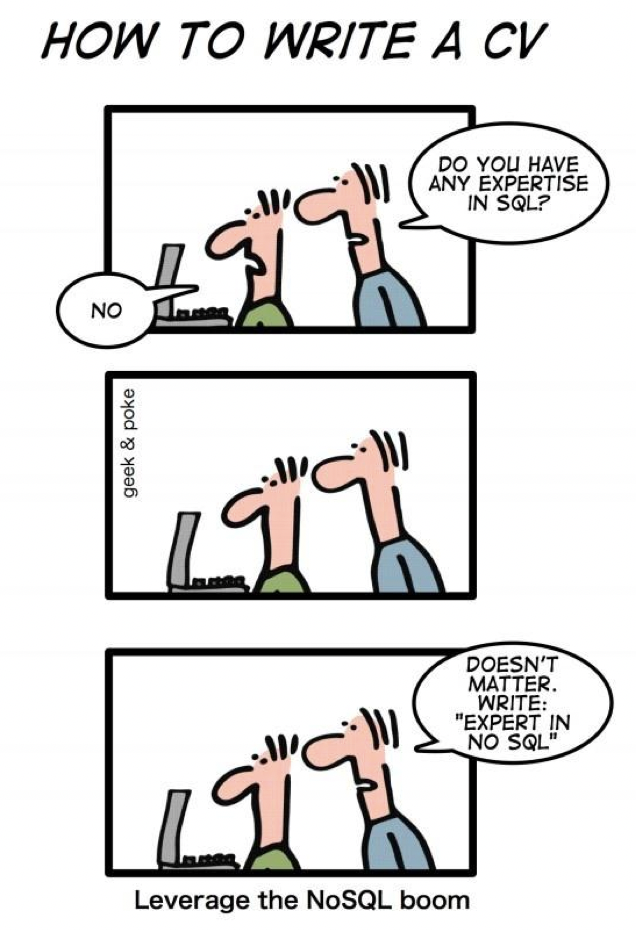 HOW TO WRITE A CV
DO YOU HAVE
ANY EXPERTISE
IN SQL?
NO
geek & poke
DOESN'T
MATTER.
WRITE:
"EXPERT IN
NO SQL"
Leverage the NoSQL boom